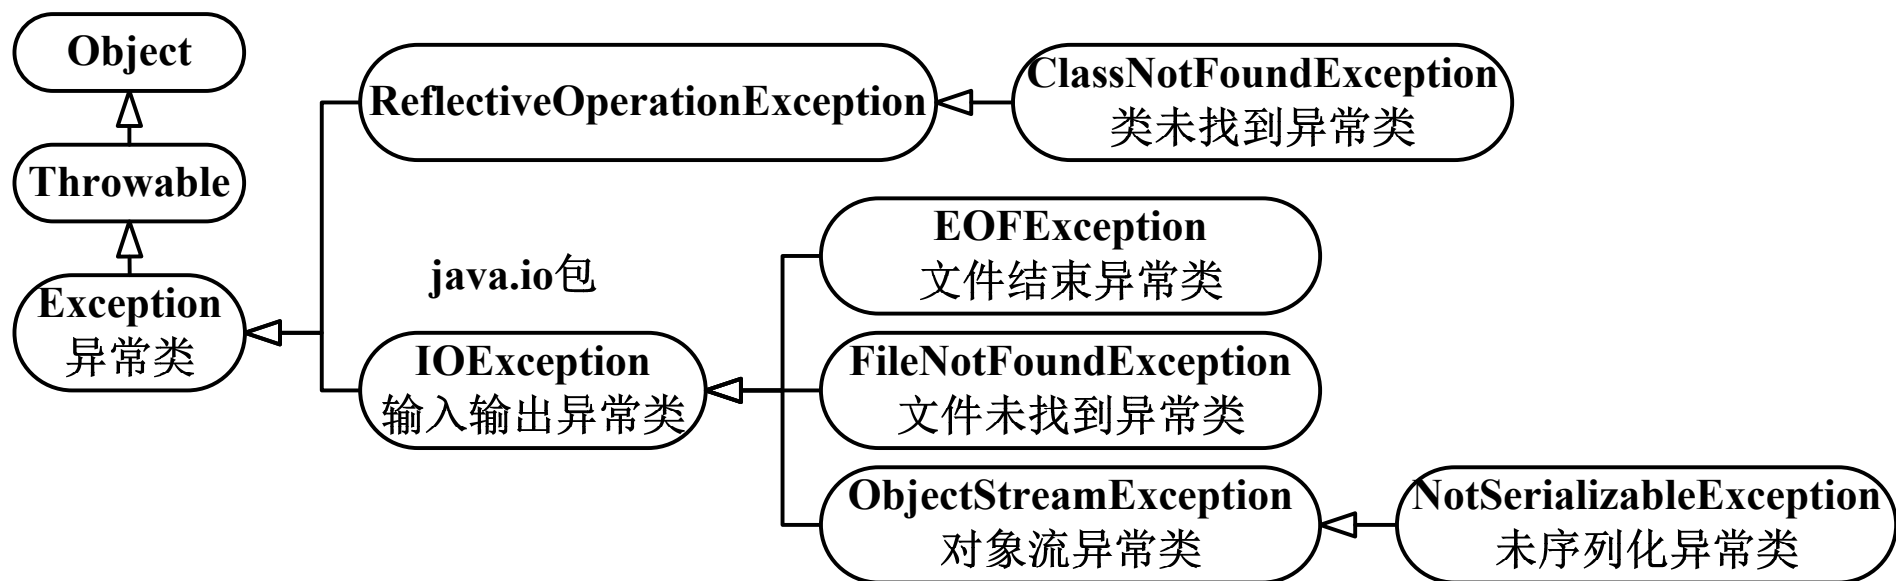 Object
Throwable
Exception
异常类
ReflectiveOperationException
ClassNotFoundException
类未找到异常类
java.io包
IOException
输入输出异常类
EOFException
文件结束异常类
FileNotFoundException
文件未找到异常类
ObjectStreamException
对象流异常类
NotSerializableException
未序列化异常类